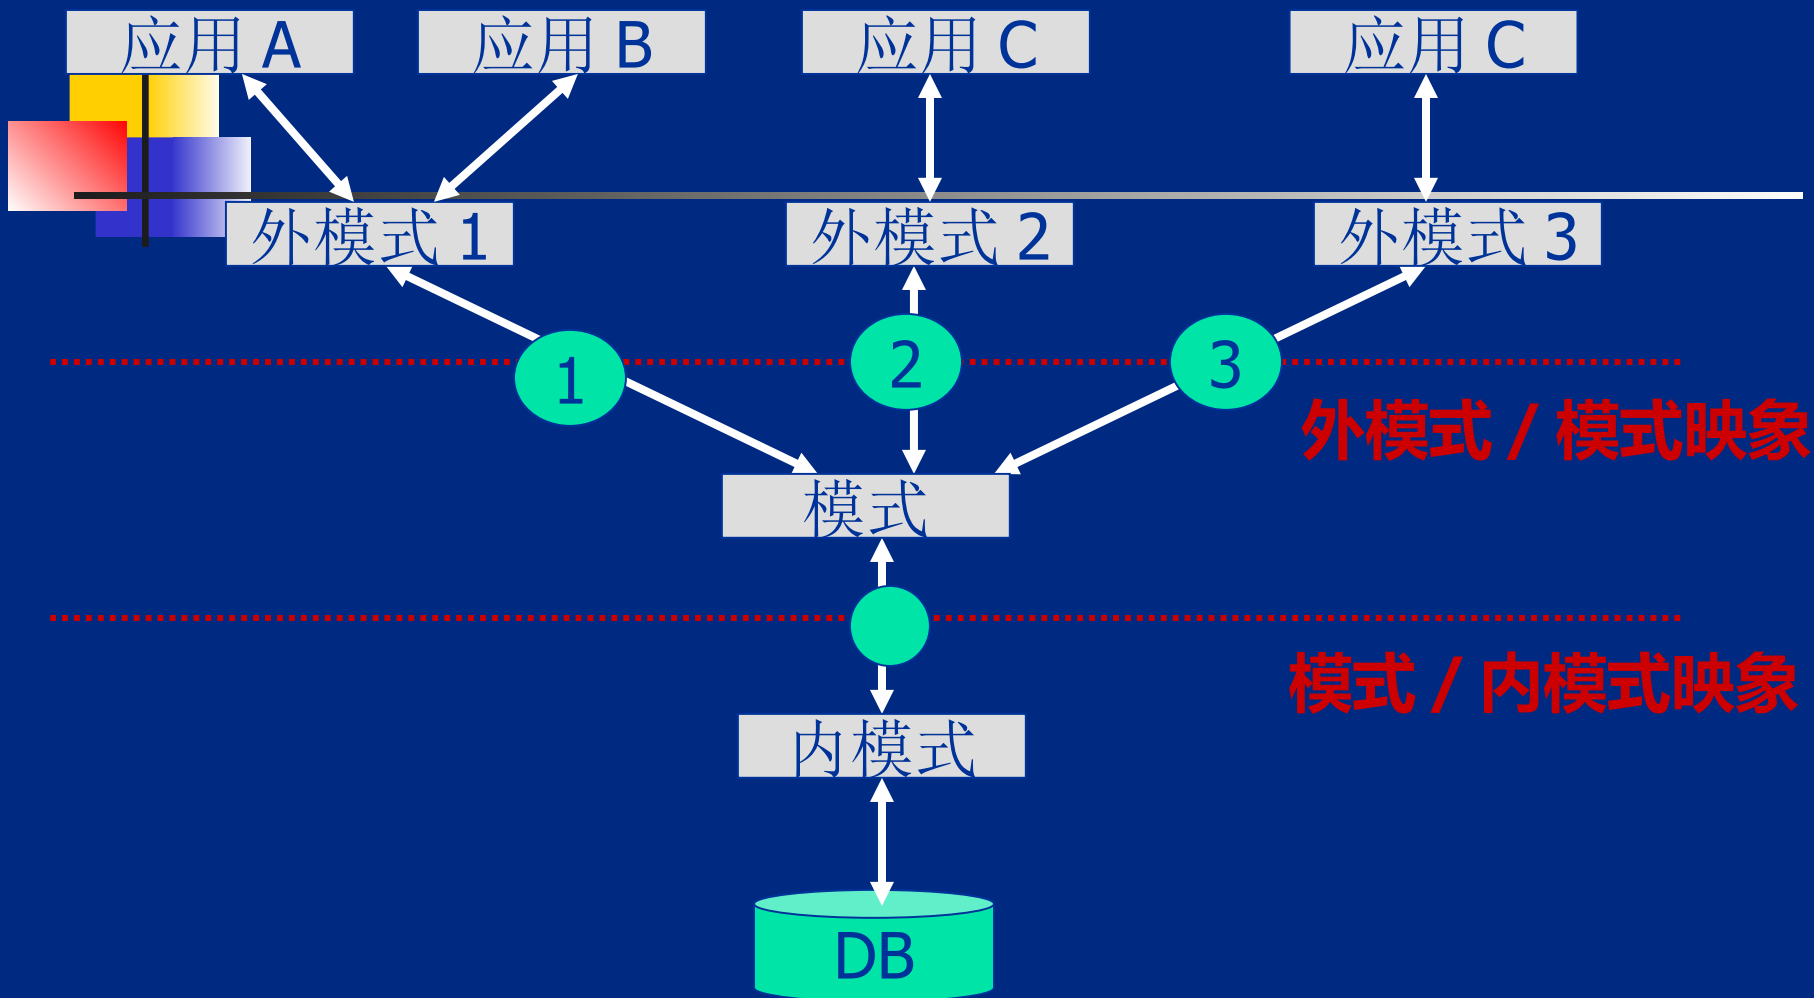 应用 A
应用 B
应用 C
应用 C
外模式 1
外模式 2
外模式 3
1
2
3
外模式 / 模式映象
模式
模式 / 内模式映象
内模式
DB